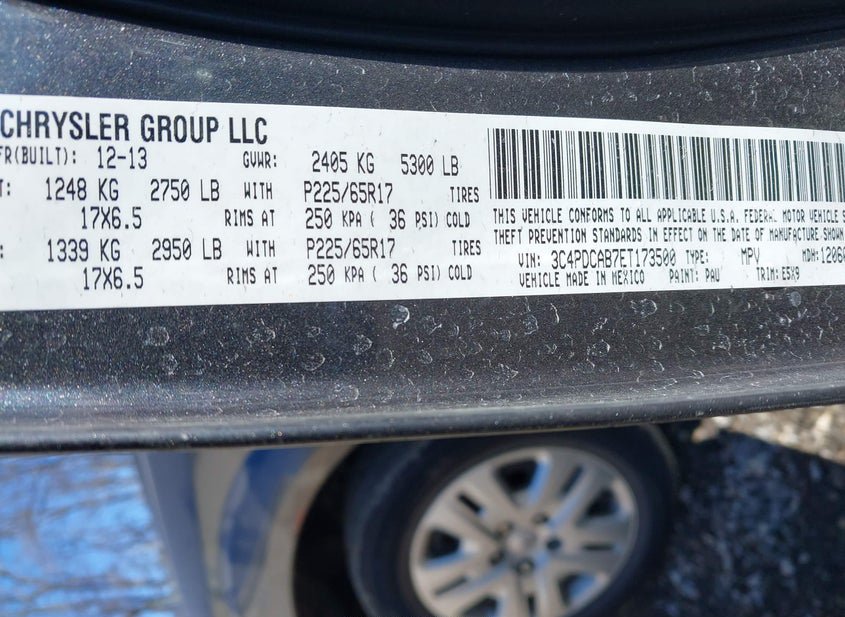 CHRYSLER GROUP LLC
FR(BUILT): 12-13 GVWR: 2405 KG 5300 LB
T: 1248 KG 2750 LB WITH P225/65R17 TIRES
17X6.5 RIMS AT 250 KPA ( 36 PSI) COLD
: 1339 KG 2950 LB WITH P225/65R17 TIRES
17X6.5 RIMS AT 250 KPA ( 36 PSI) COLD
THIS VEHICLE CONFORMS TO ALL APPLICABLE U.S.A. FEDERAL MOTOR VEHICLE S
THEFT PREVENTION STANDARDS IN EFFECT ON THE DATE OF MANUFACTURE SHOWN
VIN: 3C4PDCAB7ET173500 TYPE: MPV MDH: 1206
VEHICLE MADE IN MEXICO PAINT: PAU TRIM: E5X9